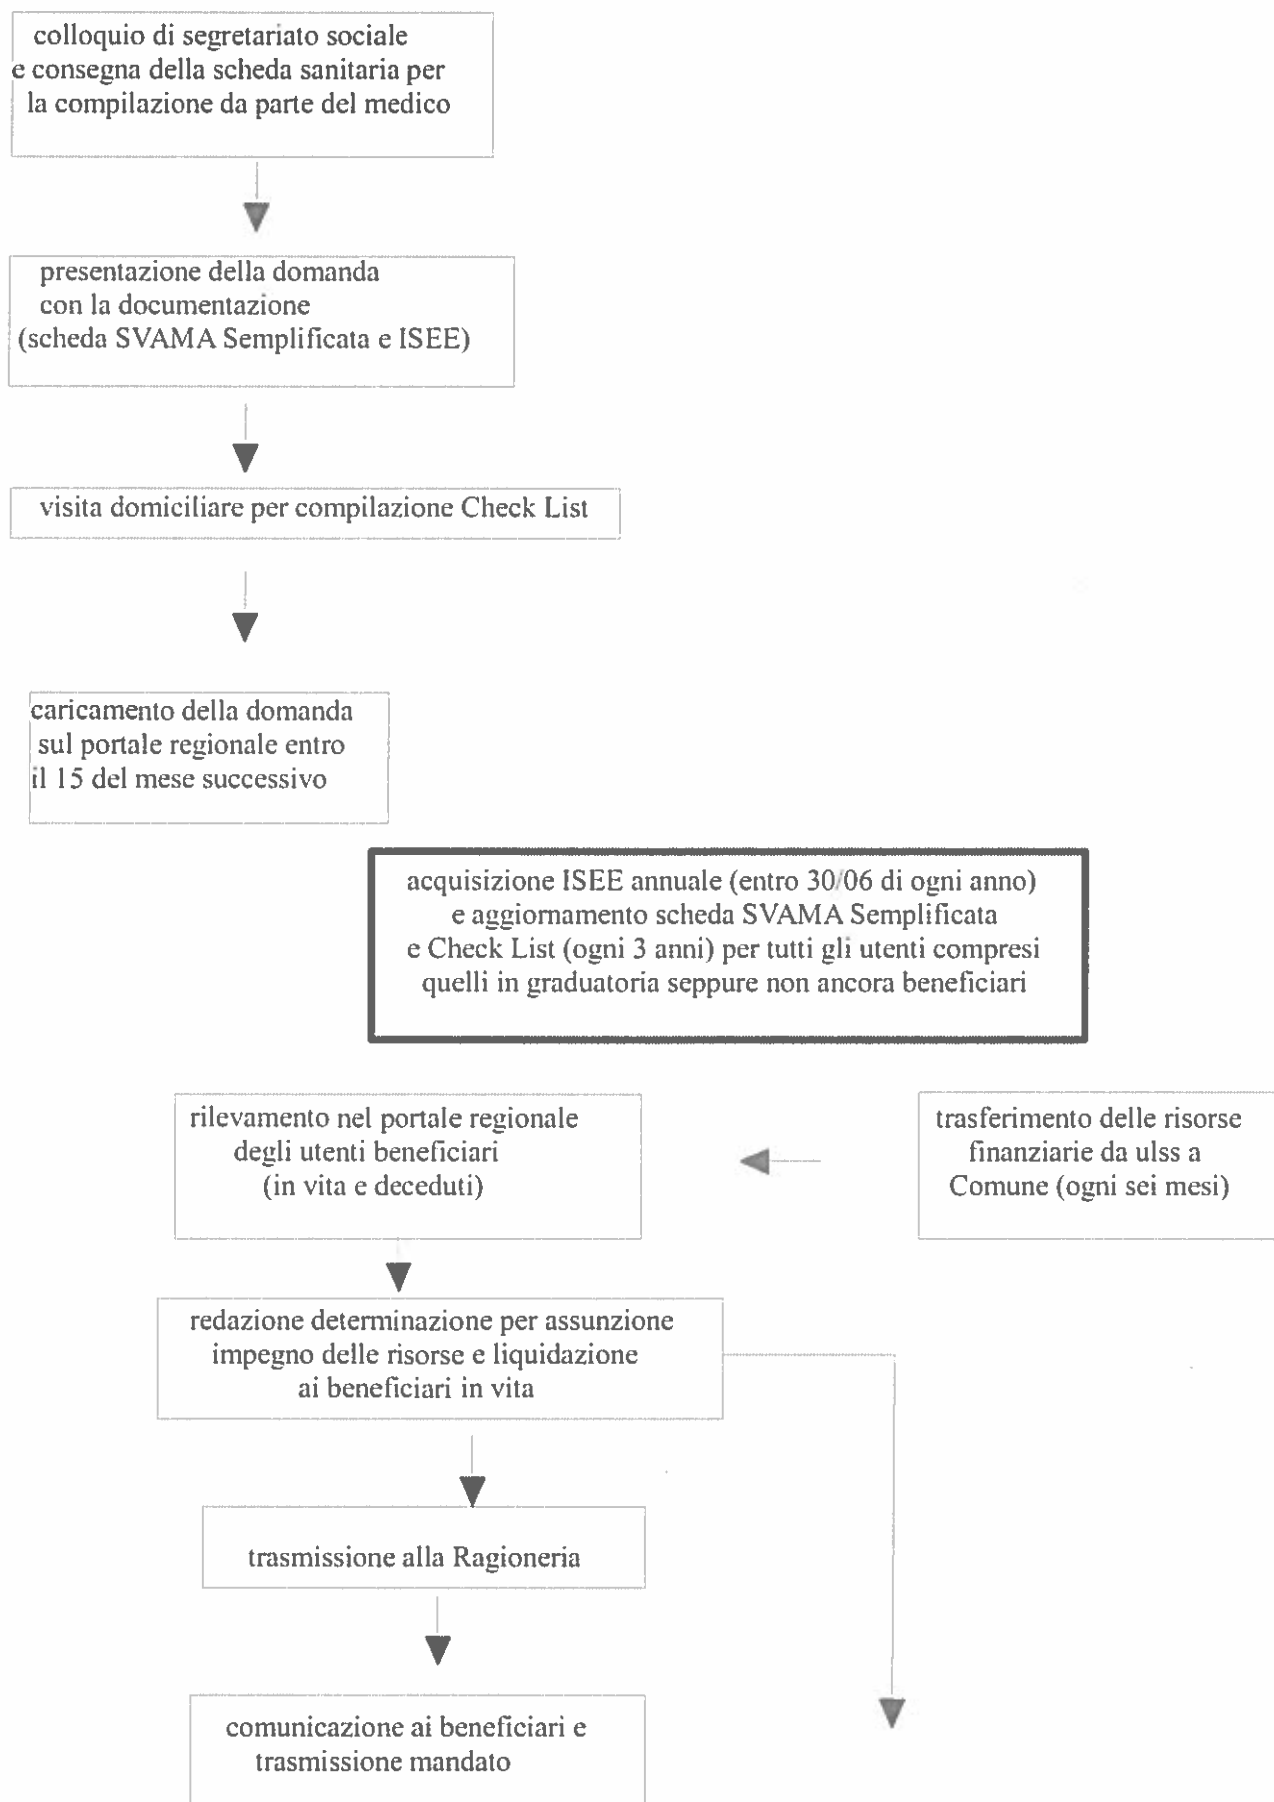 colloquio di segretariato sociale
e consegna della scheda sanitaria per
la compilazione da parte del medico
presentazione della domanda
con la documentazione
(scheda SVAMA Semplificata e ISEE)
visita domiciliare per compilazione Check List
caricamento della domanda
sul portale regionale entro
il 15 del mese successivo
acquisizione ISEE annuale (entro 30/06 di ogni anno)
e aggiornamento scheda SVAMA Semplificata
e Check List (ogni 3 anni) per tutti gli utenti compresi
quelli in graduatoria seppure non ancora beneficiari
rilevamento nel portale regionale
degli utenti beneficiari
(in vita e deceduti)
trasferimento delle risorse
finanziarie da ulss a
Comune (ogni sei mesi)
redazione determinazione per assunzione
impegno delle risorse e liquidazione
ai beneficiari in vita
trasmissione alla Ragioneria
comunicazione ai beneficiari e
trasmissione mandato